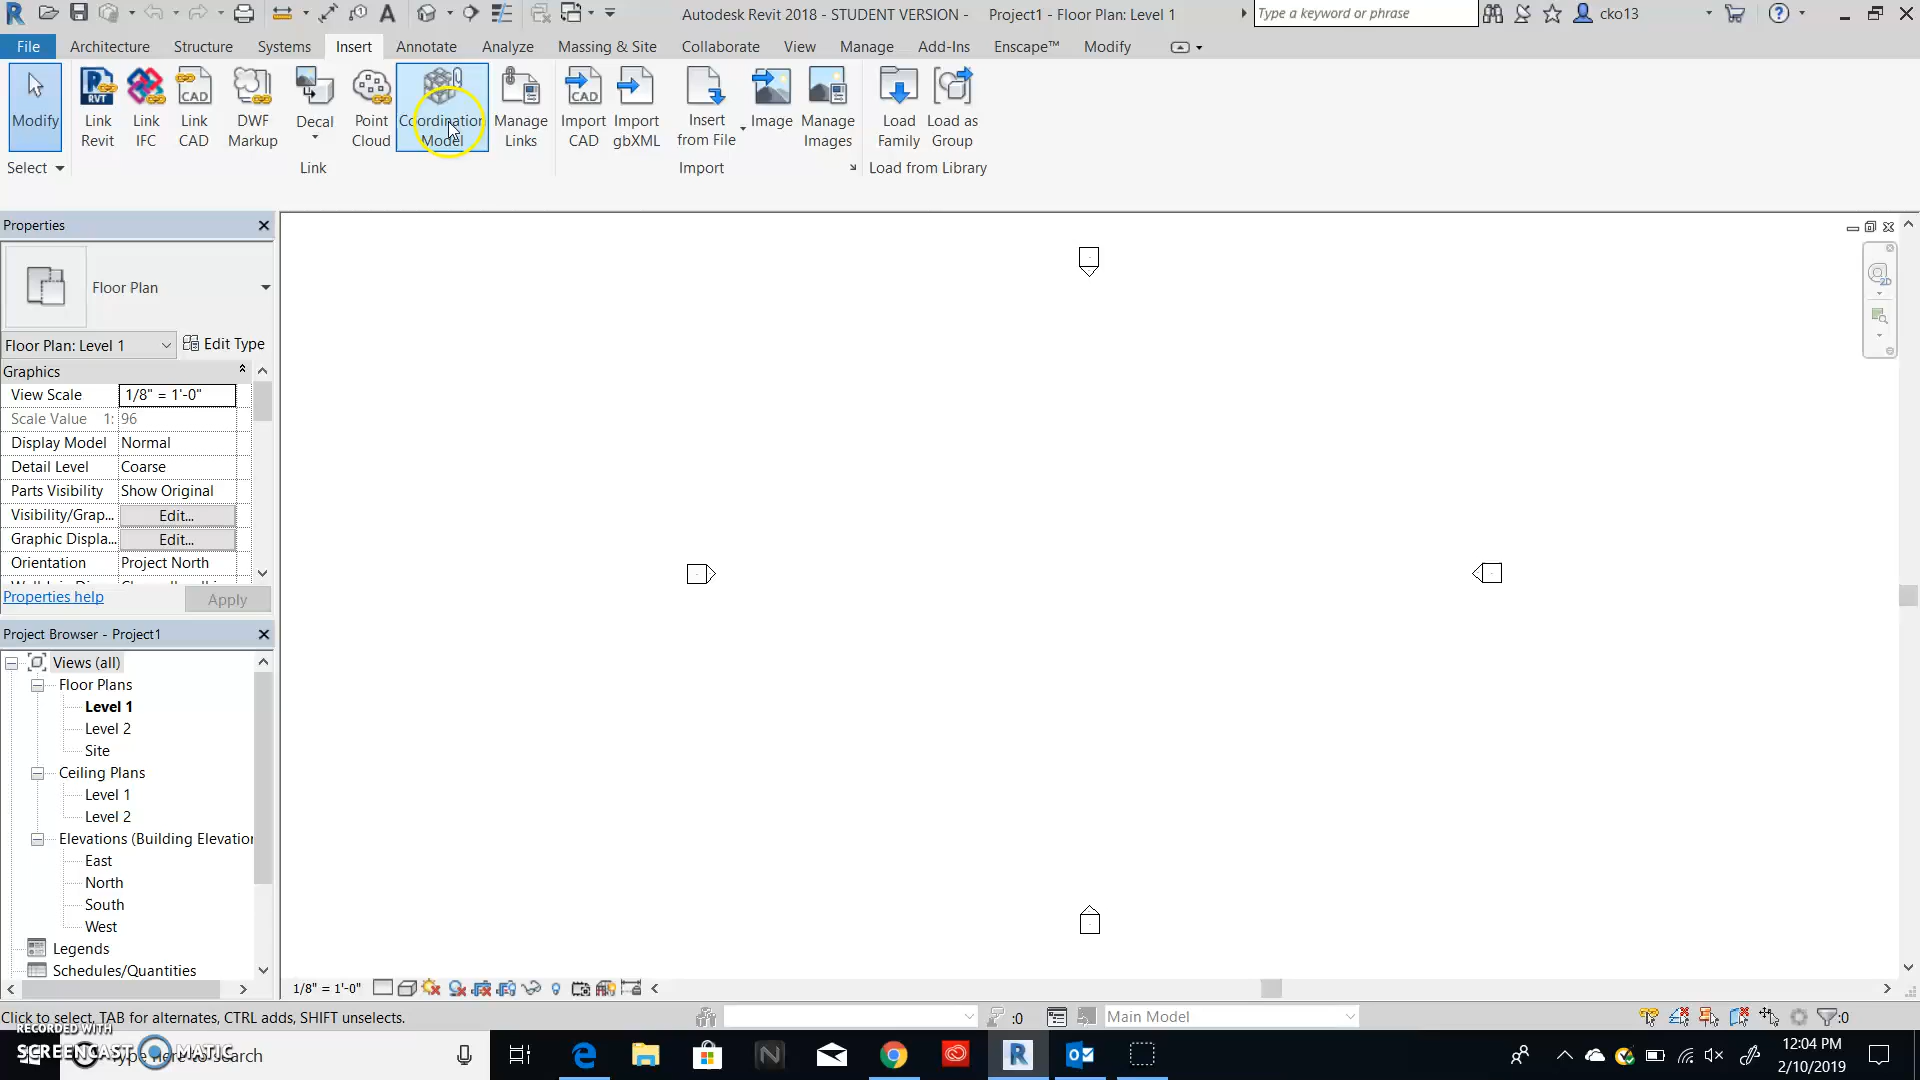 Autodesk Revit 2018 - STUDENT VERSION - Project1 - Floor Plan: Level 1
Type a keyword or phrase
cko13
File Architecture Structure Systems Insert Annotate Analyze Massing & Site Collaborate View Manage Add-Ins Enscape™ Modify
Modify
Link Revit
Link IFC
Link CAD
DWF Markup
Decal
Point Cloud
Coordination Model
Manage Links
Import CAD
Import gbXML
Insert from File
Image
Manage Images
Load Family
Load as Group
Select
Link
Import
Load from Library
Properties
Floor Plan
Floor Plan: Level 1
Edit Type
Graphics
View Scale 1/8" = 1'-0"
Scale Value 1: 96
Display Model Normal
Detail Level Coarse
Parts Visibility Show Original
Visibility/Grap... Edit...
Graphic Displa... Edit...
Orientation Project North
Properties help
Apply
Project Browser - Project1
Views (all)
Floor Plans
Level 1
Level 2
Site
Ceiling Plans
Level 1
Level 2
Elevations (Building Elevation
East
North
South
West
Legends
Schedules/Quantities
2D
1/8" = 1'-0"
Click to select, TAB for alternates, CTRL adds, SHIFT unselects.
:0
Main Model
:0
RECORDED WITH
SCREENCAST MATIC
Type here to search
12:04 PM
2/10/2019